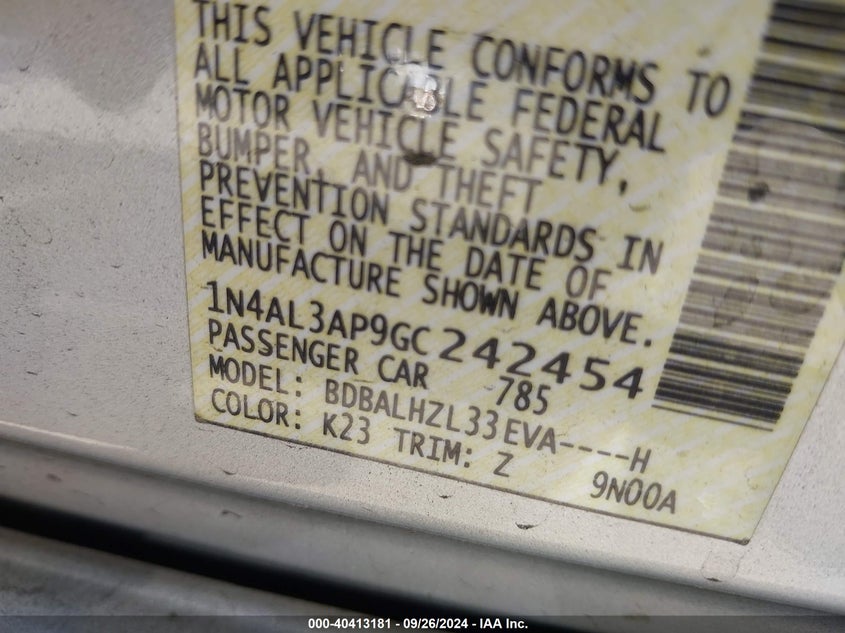 THIS VEHICLE CONFORMS TO
ALL APPLICABLE FEDERAL
MOTOR VEHICLE SAFETY,
BUMPER, AND THEFT
PREVENTION STANDARDS IN
EFFECT ON THE DATE OF
MANUFACTURE SHOWN ABOVE.
1N4AL3AP9GC242454
PASSENGER CAR 785
MODEL: BDBALHZL33EVA----H
COLOR: K23 TRIM: Z 9N00A
000-40413181 - 09/26/2024 - IAA Inc.